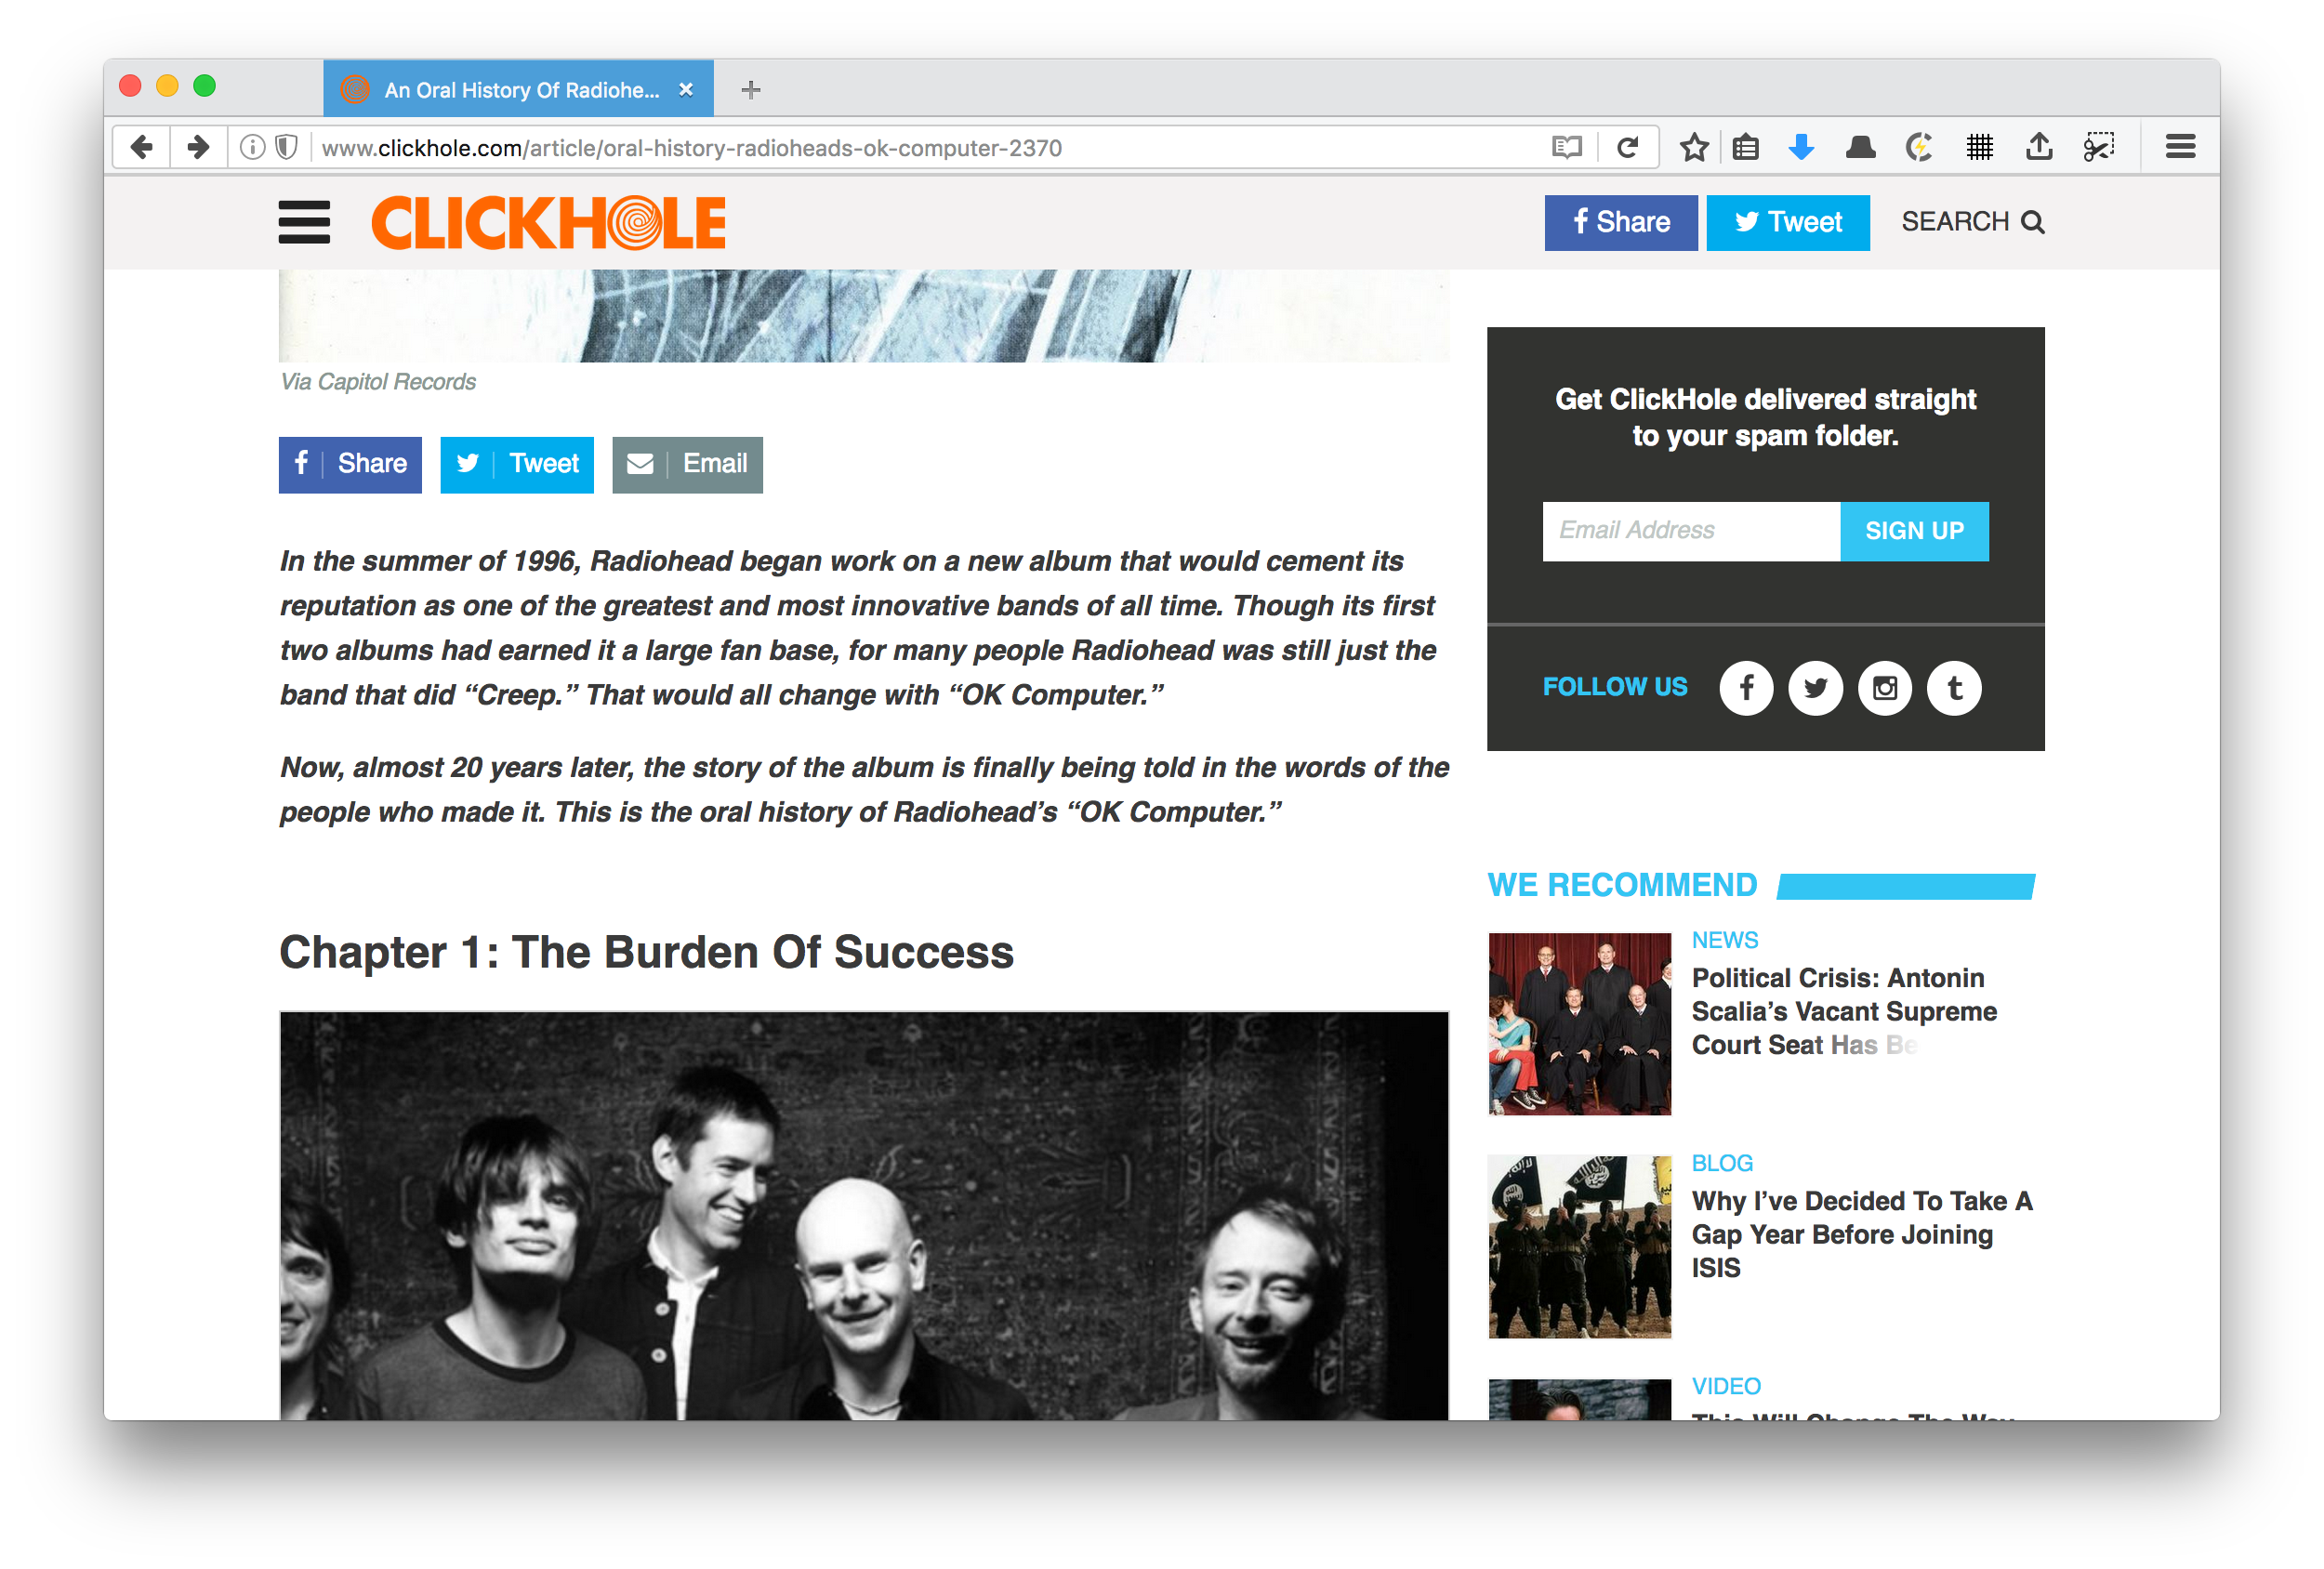 An Oral History Of Radiohe...
www.clickhole.com/article/oral-history-radioheads-ok-computer-2370
CLICKHOLE
Share
Tweet
SEARCH
Via Capitol Records
Share
Tweet
Email
In the summer of 1996, Radiohead began work on a new album that would cement its
reputation as one of the greatest and most innovative bands of all time. Though its first
two albums had earned it a large fan base, for many people Radiohead was still just the
band that did “Creep.” That would all change with “OK Computer.”
Now, almost 20 years later, the story of the album is finally being told in the words of the
people who made it. This is the oral history of Radiohead’s “OK Computer.”
Chapter 1: The Burden Of Success
Get ClickHole delivered straight
to your spam folder.
Email Address
SIGN UP
FOLLOW US
WE RECOMMEND
NEWS
Political Crisis: Antonin
Scalia’s Vacant Supreme
Court Seat Has Be
BLOG
Why I’ve Decided To Take A
Gap Year Before Joining
ISIS
VIDEO
This Will Change The Way